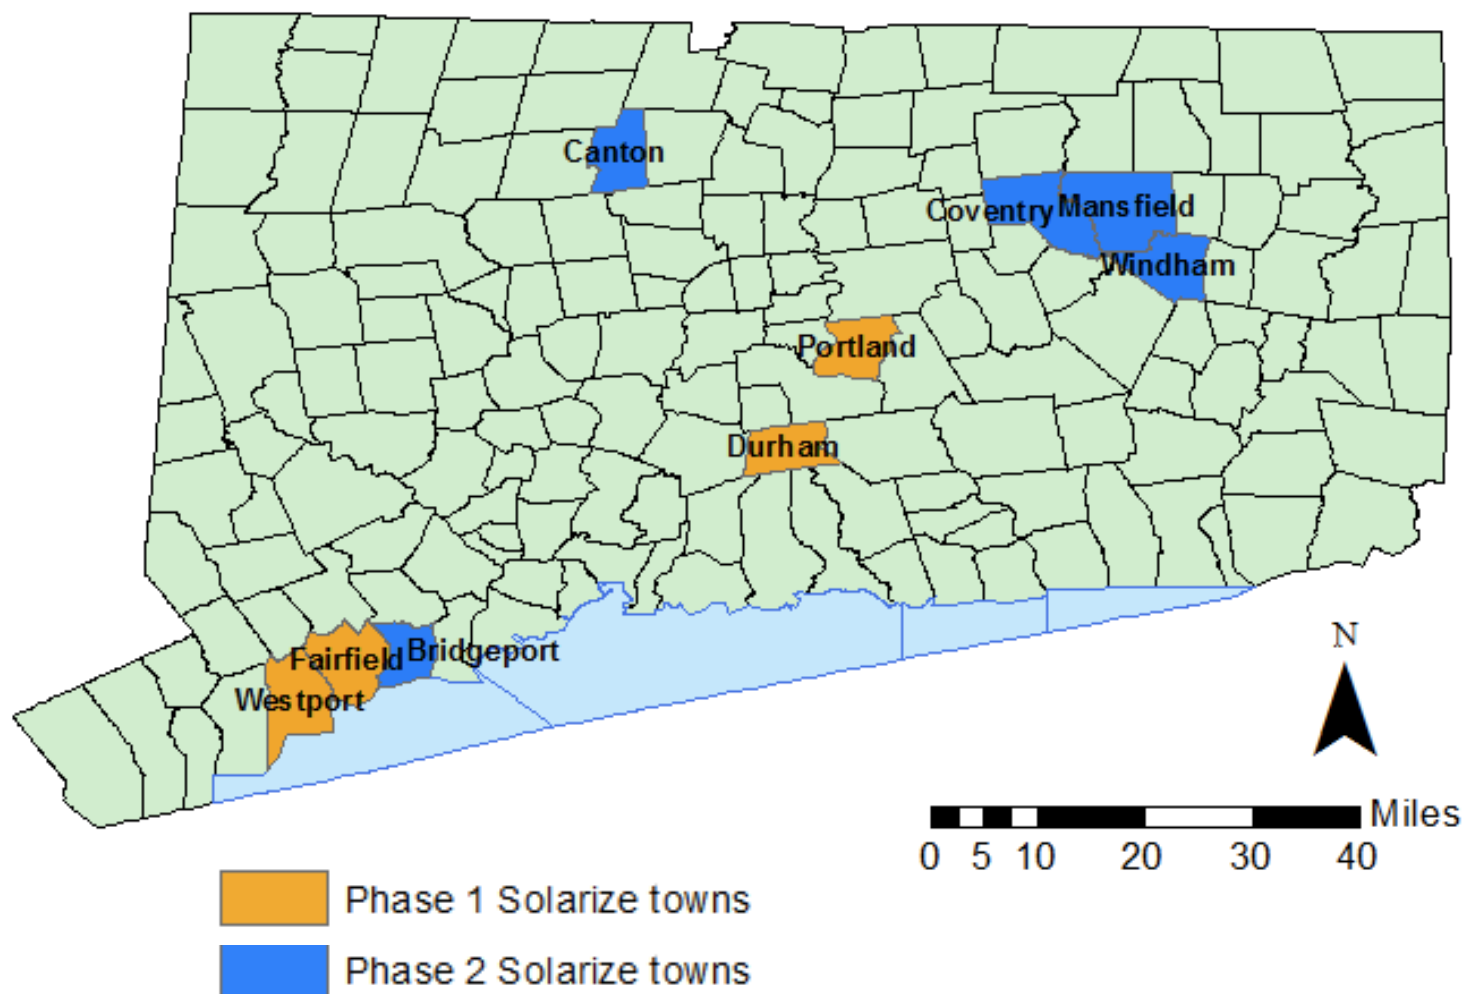 Canton
Coventry Mansfield
Windham
Portland
Durham
Bridgeport
Fairfield
Westport
N
Miles
0 5 10 20 30 40
Phase 1 Solarize towns
Phase 2 Solarize towns